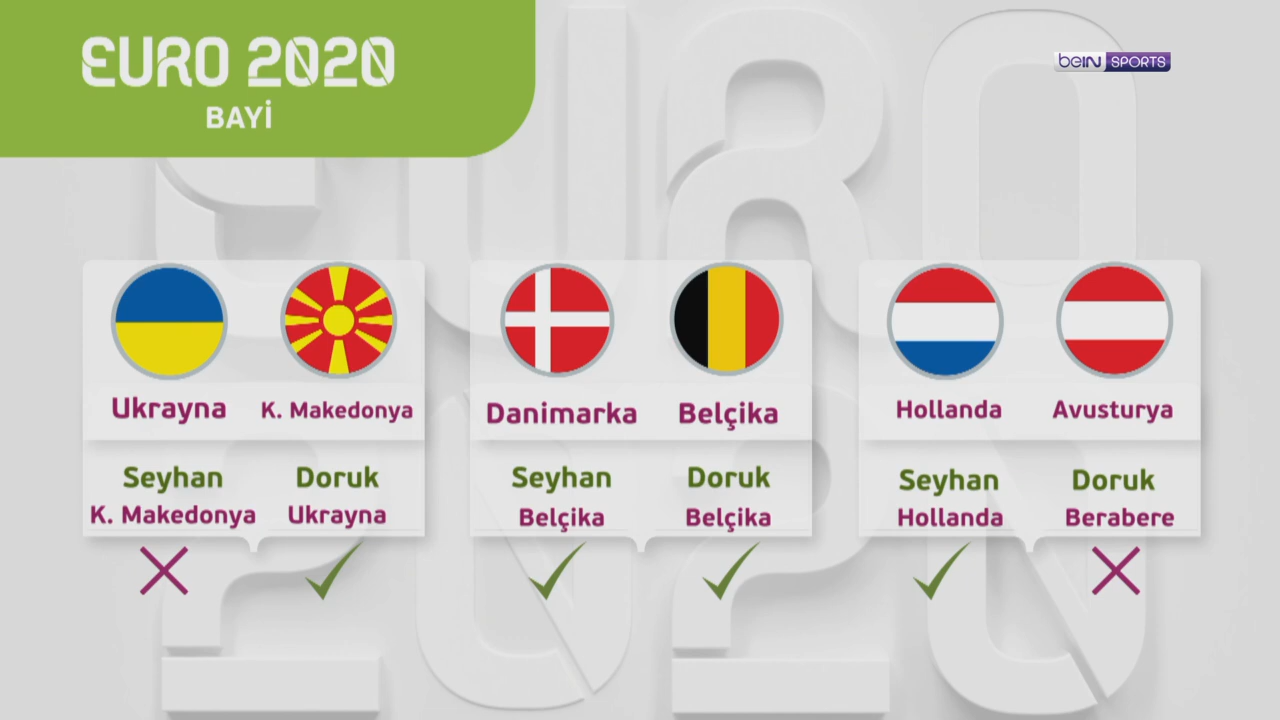 EURO 2020
BAYİ
beIN SPORTS
Ukrayna K. Makedonya
Seyhan Doruk
K. Makedonya Ukrayna
Danimarka Belçika
Seyhan Doruk
Belçika Belçika
Hollanda Avusturya
Seyhan Doruk
Hollanda Berabere